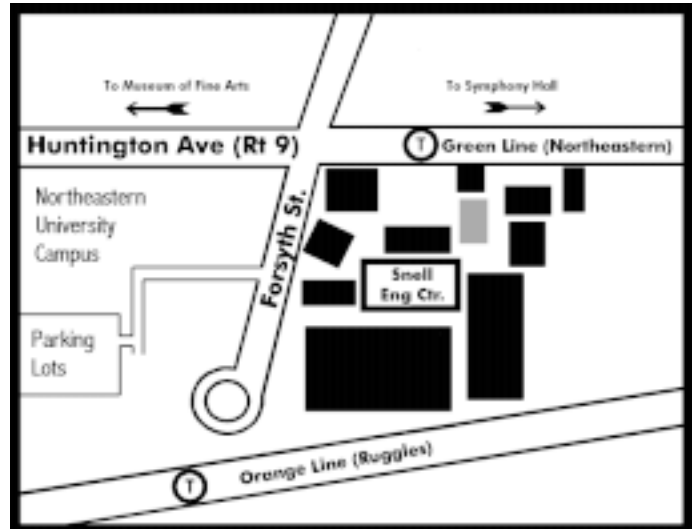 To Museum of Fine Arts
To Symphony Hall
Huntington Ave (Rt 9)
T
Green Line (Northeastern)
Northeastern
University
Campus
Forsyth St.
Snell
Eng Ctr.
Parking
Lots
Orange Line (Ruggles)
T